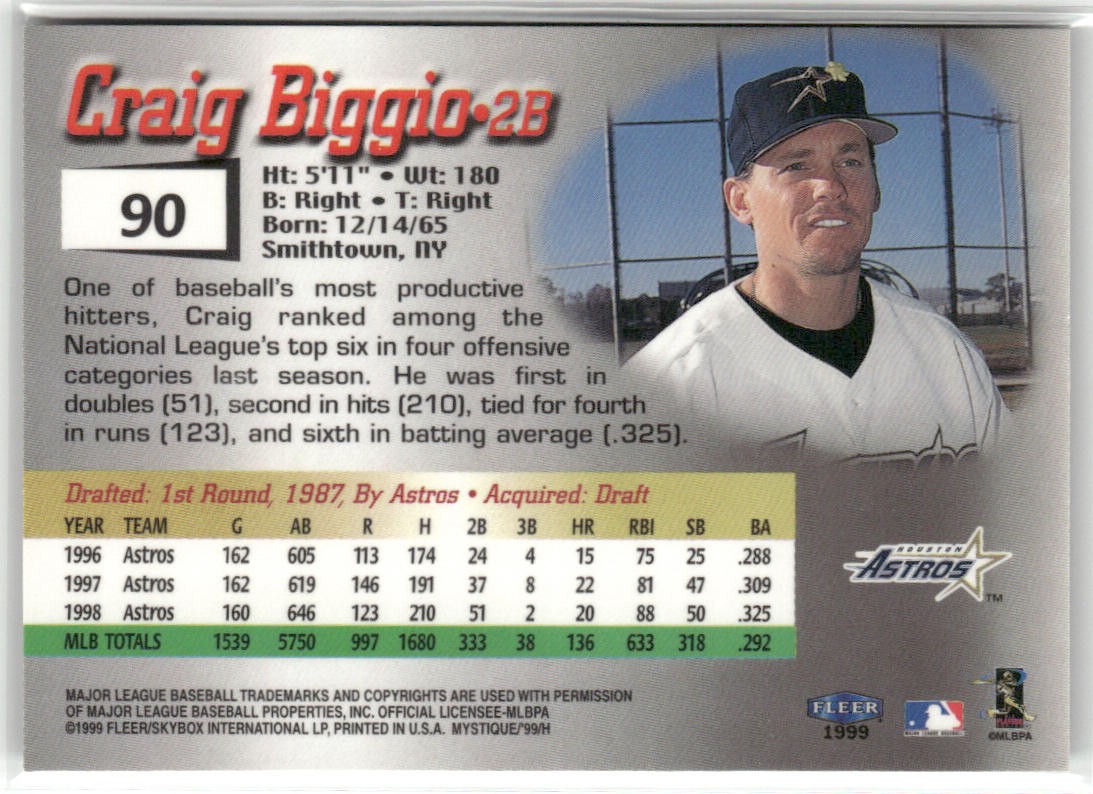 Craig Biggio•2B
90
Ht: 5'11" • Wt: 180
B: Right • T: Right
Born: 12/14/65
Smithtown, NY
One of baseball's most productive
hitters, Craig ranked among the
National League's top six in four offensive
categories last season. He was first in
doubles (51), second in hits (210), tied for fourth
in runs (123), and sixth in batting average (.325).
Drafted: 1st Round, 1987, By Astros • Acquired: Draft
YEAR TEAM G AB R H 2B 3B HR RBI SB BA
1996 Astros 162 605 113 174 24 4 15 75 25 .288
1997 Astros 162 619 146 191 37 8 22 81 47 .309
1998 Astros 160 646 123 210 51 2 20 88 50 .325
MLB TOTALS 1539 5750 997 1680 333 38 136 633 318 .292
HOUSTON
ASTROS
TM
MAJOR LEAGUE BASEBALL TRADEMARKS AND COPYRIGHTS ARE USED WITH PERMISSION
OF MAJOR LEAGUE BASEBALL PROPERTIES, INC. OFFICIAL LICENSEE-MLBPA
©1999 FLEER/SKYBOX INTERNATIONAL LP, PRINTED IN U.S.A. MYSTIQUE/'99/H
FLEER
1999
MAJOR LEAGUE BASEBALL
©MLBPA